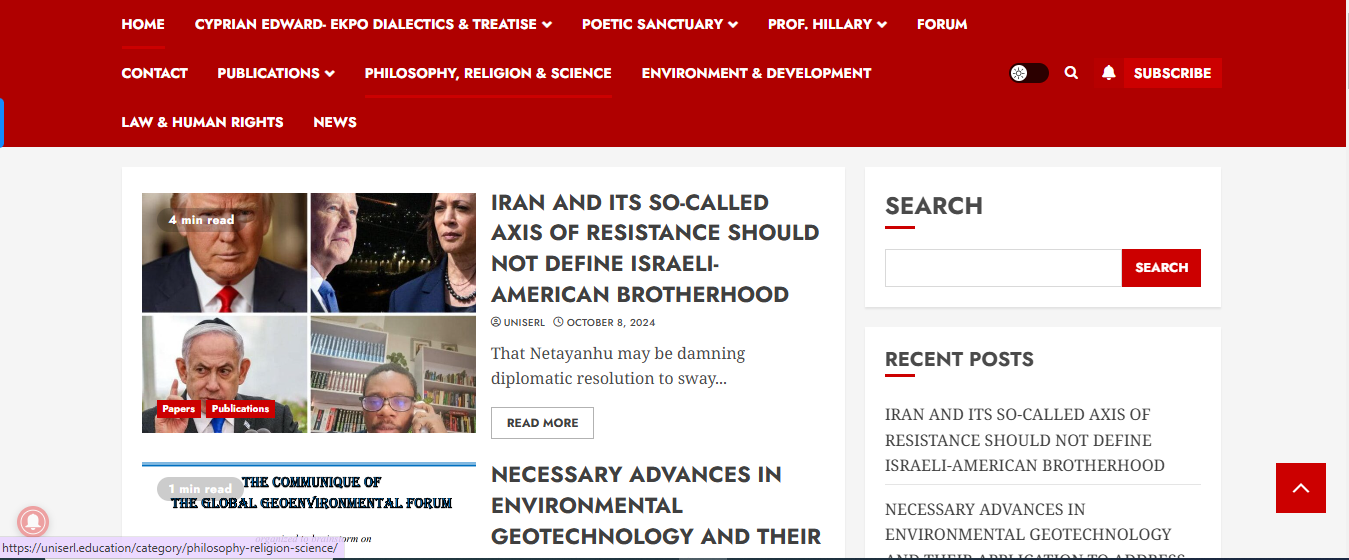 HOME CYPRIAN EDWARD- EKPO DIALECTICS & TREATISE POETIC SANCTUARY PROF. HILLARY FORUM
CONTACT PUBLICATIONS PHILOSOPHY, RELIGION & SCIENCE ENVIRONMENT & DEVELOPMENT SUBSCRIBE
LAW & HUMAN RIGHTS NEWS
4 min read
Papers Publications
IRAN AND ITS SO-CALLED
AXIS OF RESISTANCE SHOULD
NOT DEFINE ISRAELI-
AMERICAN BROTHERHOOD
UNISERL OCTOBER 8, 2024
That Netayanhu may be damning
diplomatic resolution to sway...
READ MORE
1 min read
THE COMMUNIQUE OF
THE GLOBAL GEOENVIRONMENTAL FORUM
organized to brainstorm on
NECESSARY ADVANCES IN
ENVIRONMENTAL
GEOTECHNOLOGY AND THEIR
SEARCH
SEARCH
RECENT POSTS
IRAN AND ITS SO-CALLED AXIS OF
RESISTANCE SHOULD NOT DEFINE
ISRAELI-AMERICAN BROTHERHOOD
NECESSARY ADVANCES IN
ENVIRONMENTAL GEOTECHNOLOGY
AND THEIR APPLICATION TO ADDRESS
https://uniserl.education/category/philosophy-religion-science/